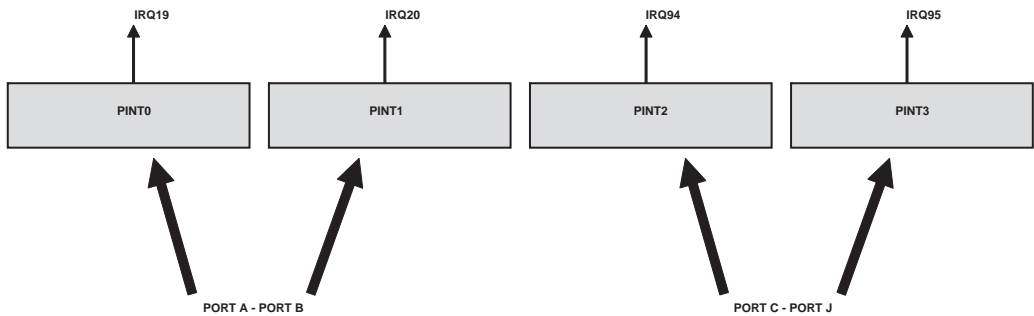 IRQ19
IRQ20
IRQ94
IRQ95
PINT0
PINT1
PINT2
PINT3
PORT A - PORT B
PORT C - PORT J